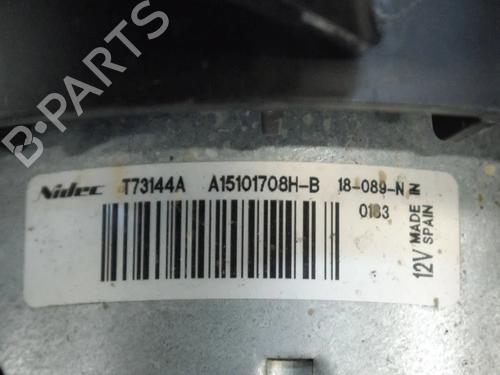 B-PARTS
Nidec T73144A A15101708H-B 18-089-N
0183
12V MADE IN SPAIN